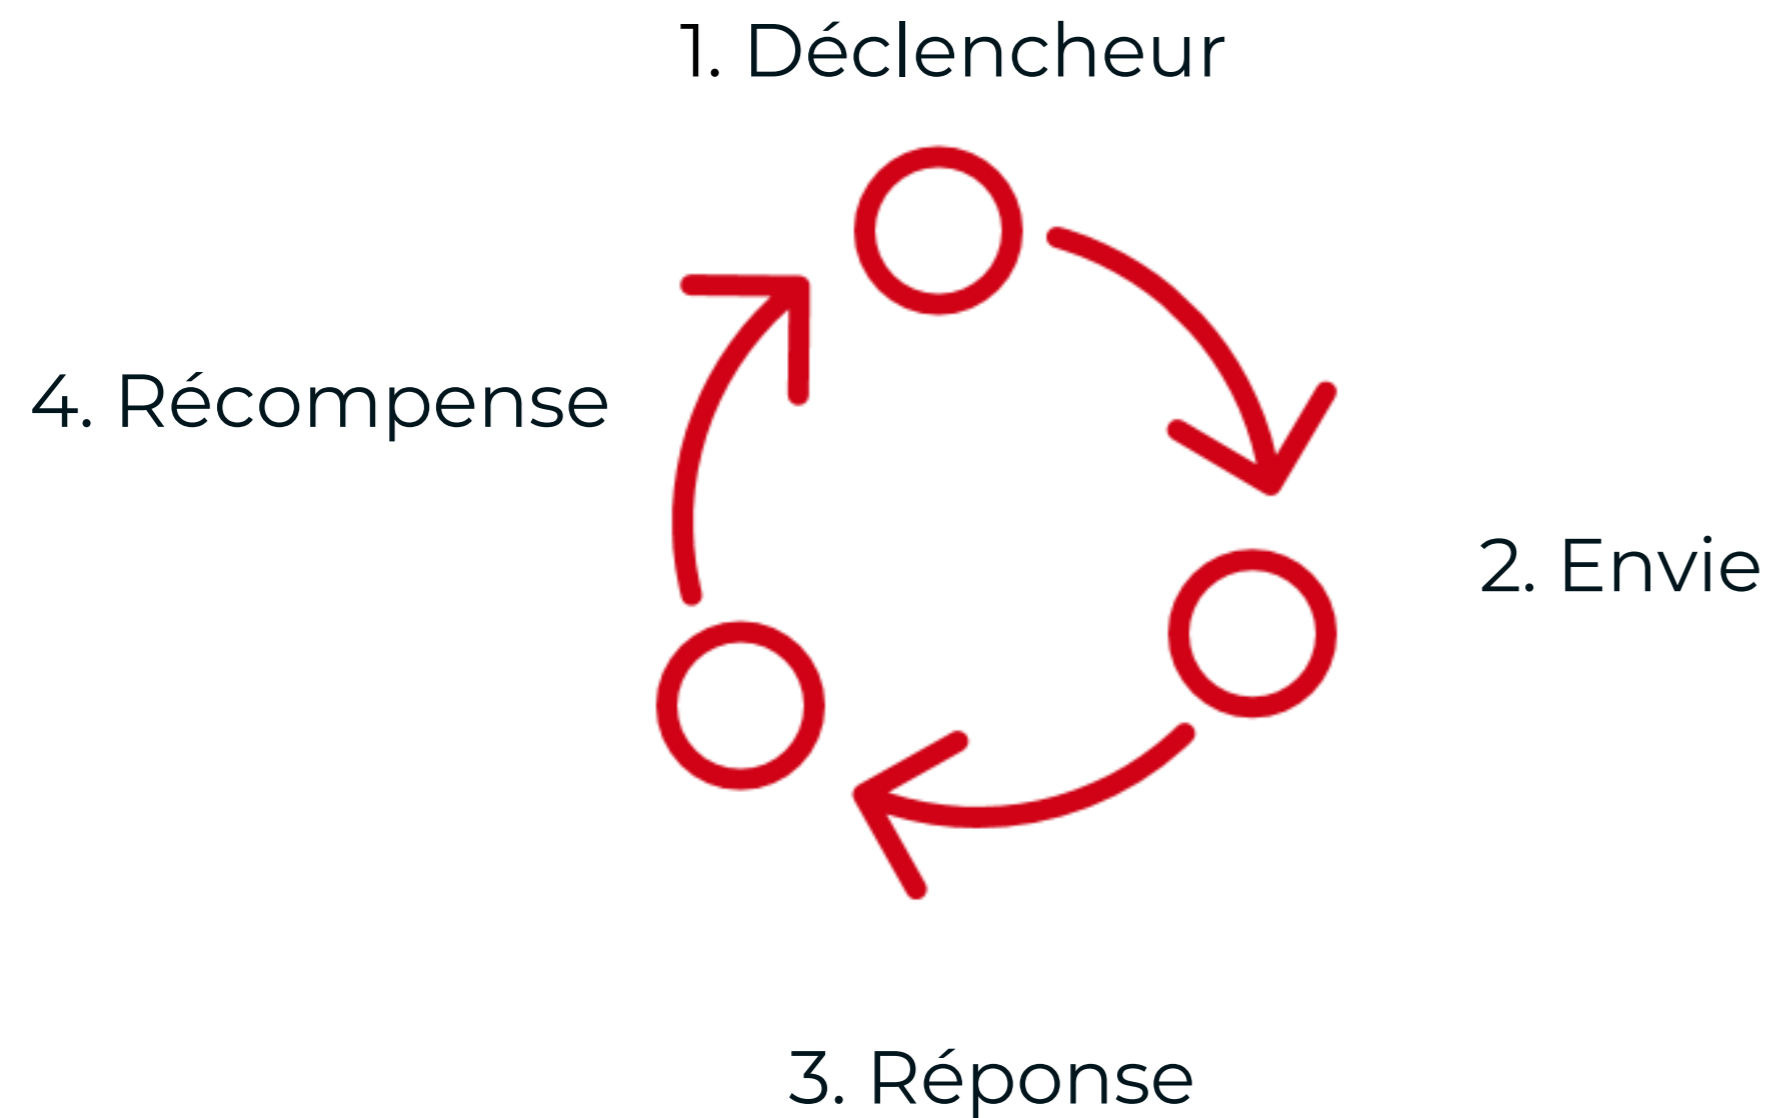 1. Déclencheur
2. Envie
3. Réponse
4. Récompense